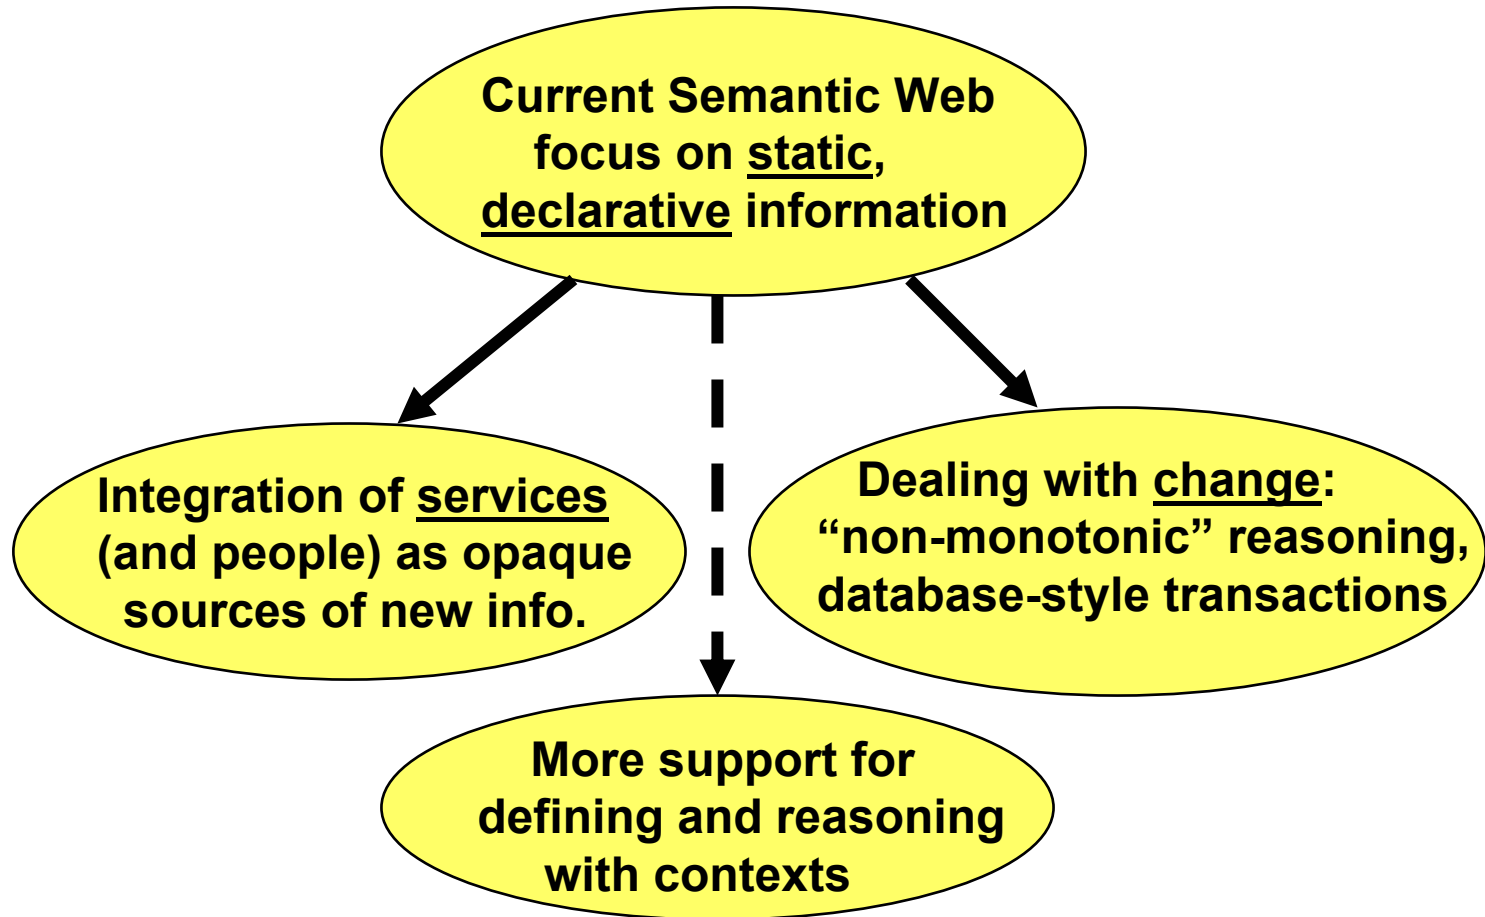 Current Semantic Web
focus on static,
declarative information
Integration of services
(and people) as opaque
sources of new info.
Dealing with change:
“non-monotonic” reasoning,
database-style transactions
More support for
defining and reasoning
with contexts